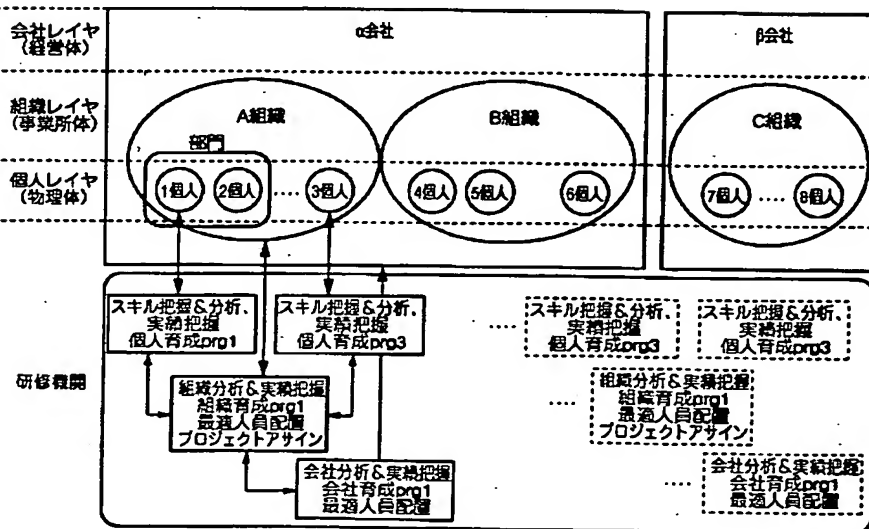 会社レイヤ
(経営体)
α会社
β会社
組織レイヤ
(事業所体)
A組織
B組織
C組織
部門
個人レイヤ
(物理体)
1個人
2個人
.....
3個人
4個人
5個人
6個人
7個人
....
8個人
研修機関
スキル把握&分析、
実績把握
個人育成prg1
スキル把握&分析、
実績把握
個人育成prg3
....
スキル把握&分析、
実績把握
個人育成prg3
スキル把握&分析、
実績把握
個人育成prg3
組織分析&実績把握
組織育成prg1
最適人員配置
プロジェクトアサイン
....
組織分析&実績把握
組織育成prg1
最適人員配置
プロジェクトアサイン
会社分析&実績把握
会社育成prg1
最適人員配置
....
会社分析&実績把握
会社育成prg1
最適人員配置